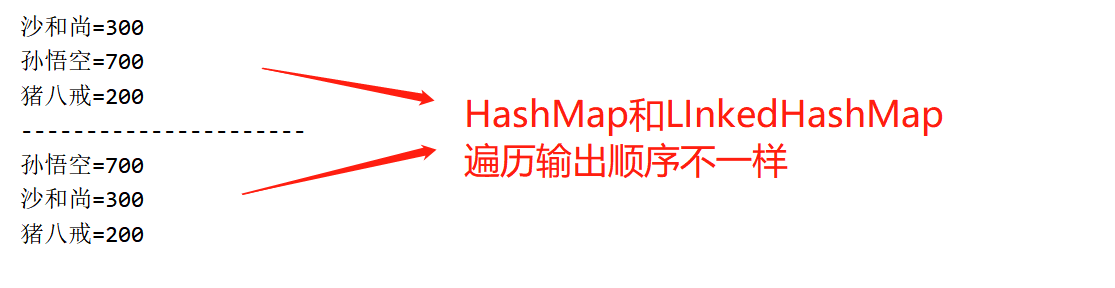 沙和尚=300
孙悟空=700
猪八戒=200
----------------------
孙悟空=700
沙和尚=300
猪八戒=200
HashMap和LInkedHashMap
遍历输出顺序不一样